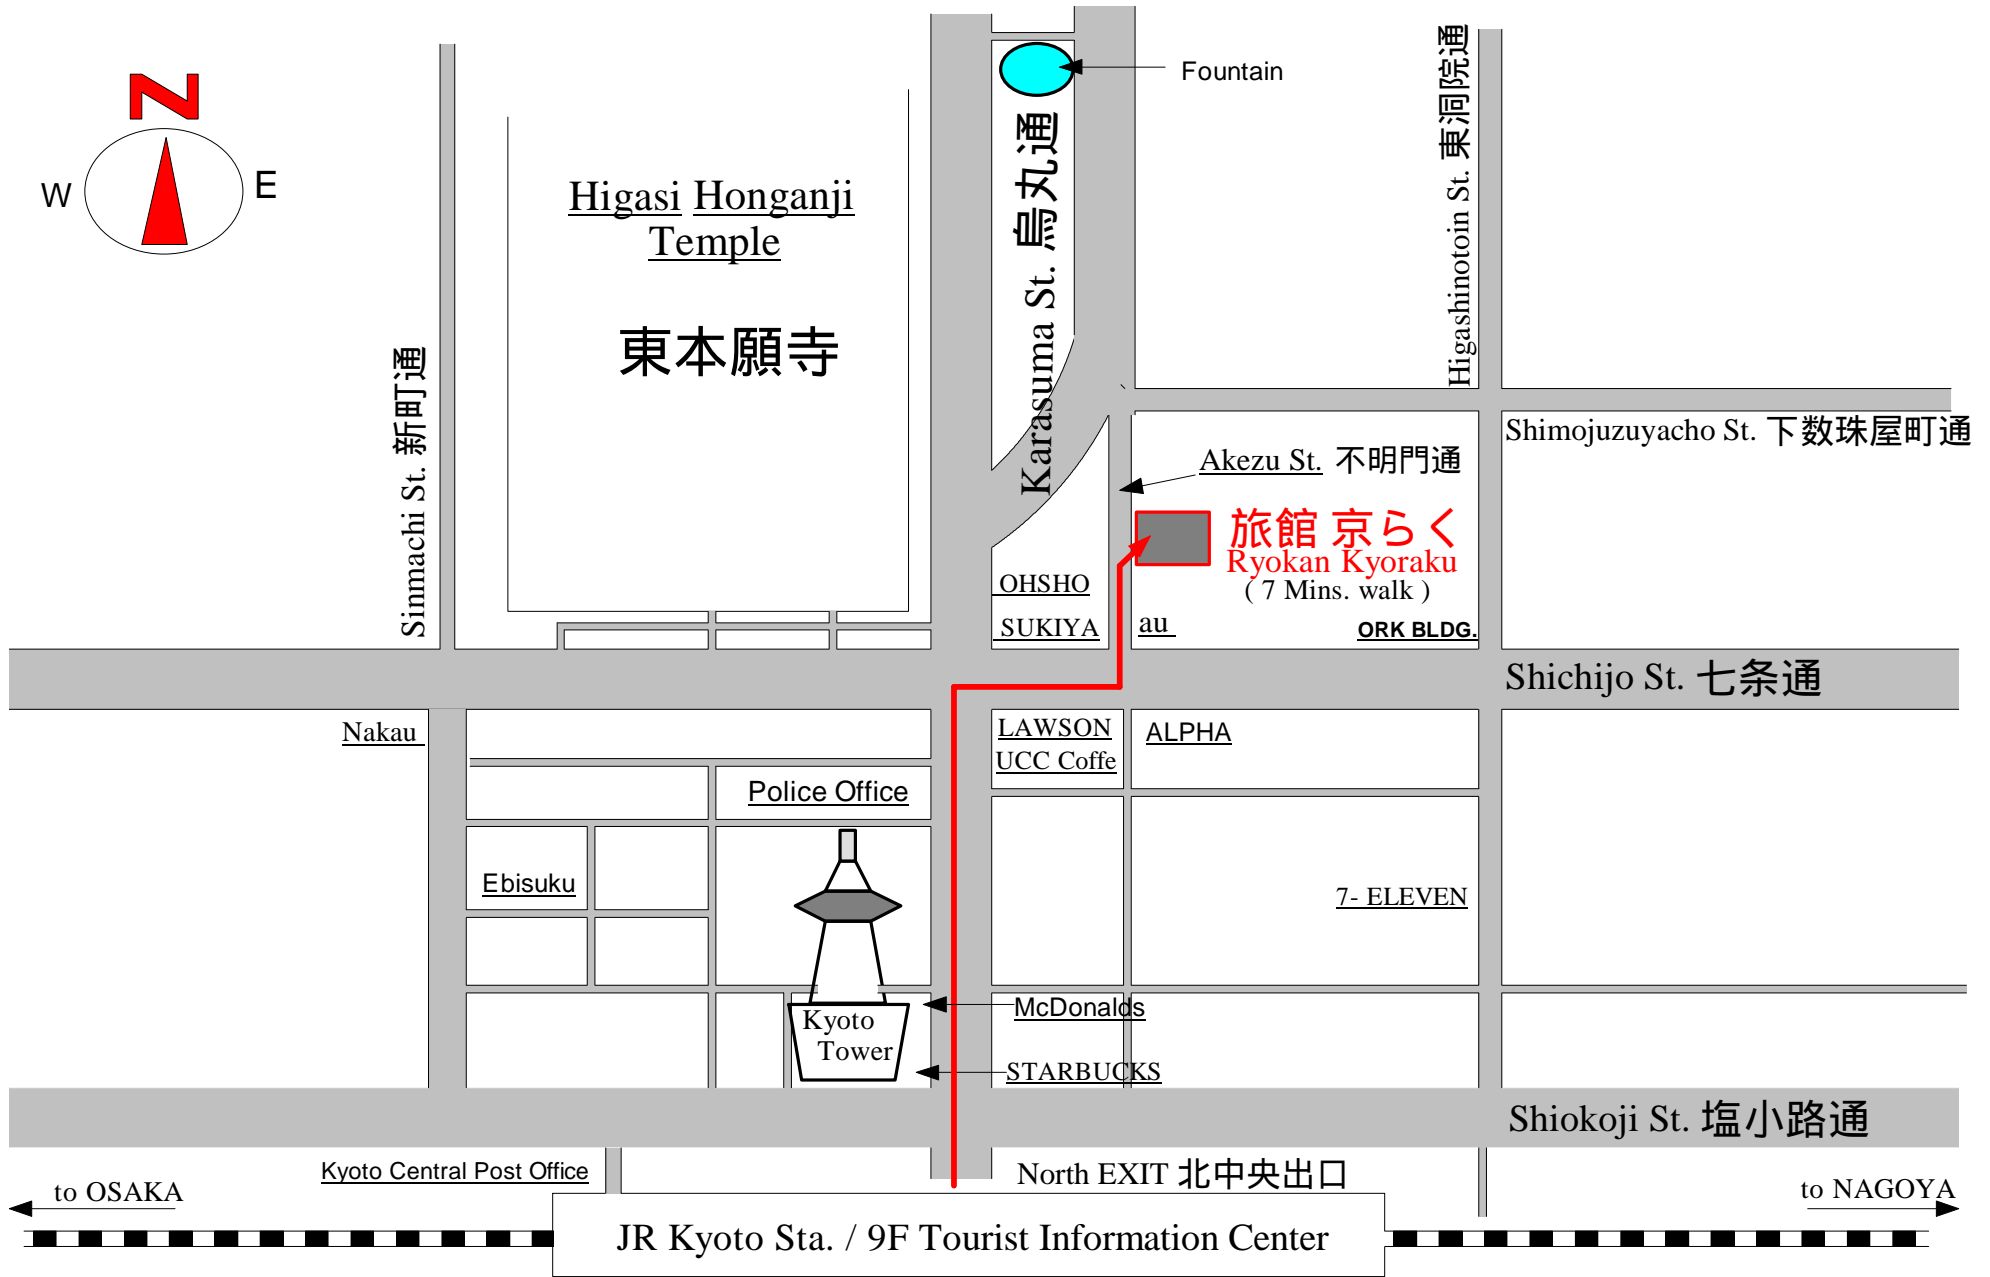 N
W
E
Fountain
Higasi Honganji
Temple
東本願寺
Karasuma St. 烏丸通
Higashinotoin St. 東洞院通
Sinmachi St. 新町通
Shimojuzuyacho St. 下数珠屋町通
Akezu St. 不明門通
旅館 京らく
Ryokan Kyoraku
( 7 Mins. walk )
OHSHO
SUKIYA
au
ORK BLDG.
Shichijo St. 七条通
Nakau
LAWSON
UCC Coffe
ALPHA
Police Office
Ebisuku
7- ELEVEN
Kyoto
Tower
McDonalds
STARBUCKS
Shiokoji St. 塩小路通
Kyoto Central Post Office
North EXIT 北中央出口
to OSAKA
to NAGOYA
JR Kyoto Sta. / 9F Tourist Information Center